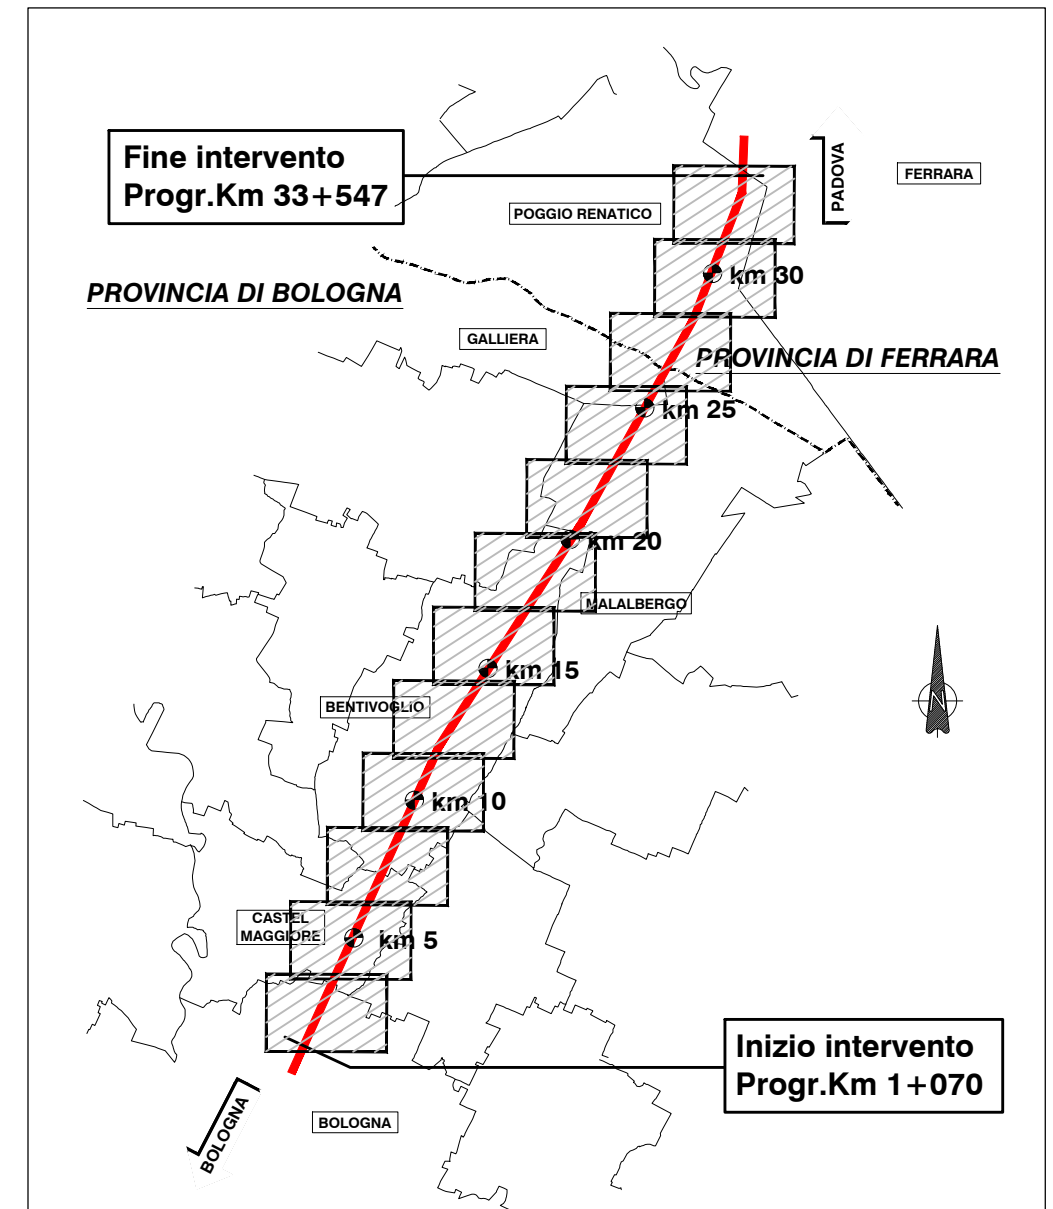 Fine intervento
Progr.Km 33+547
PADOVA
FERRARA
POGGIO RENATICO
km 30
PROVINCIA DI BOLOGNA
GALLIERA
PROVINCIA DI FERRARA
km 25
km 20
MALALBERGO
km 15
N
BENTIVOGLIO
km 10
CASTEL
MAGGIORE
km 5
Inizio intervento
Progr.Km 1+070
BOLOGNA
BOLOGNA